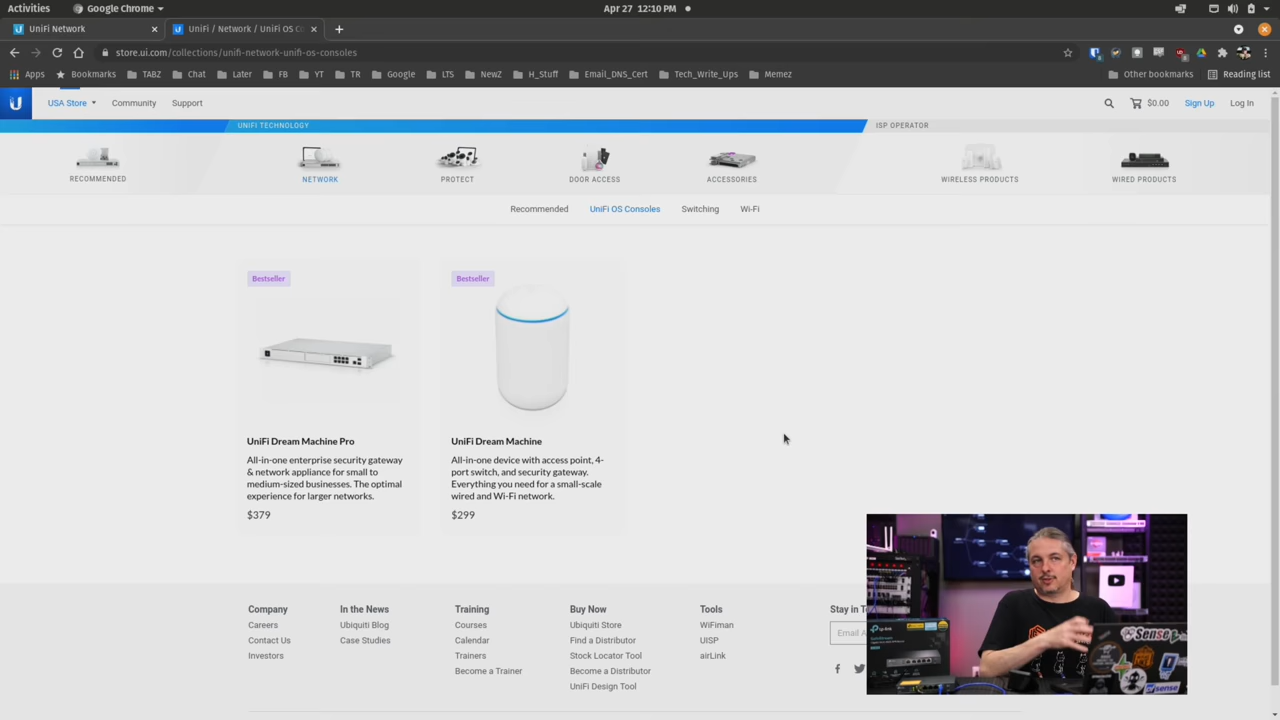 Activities
Google Chrome
Apr 27 12:10 PM
UniFi Network
UniFi / Network / UniFi OS Co
store.ui.com/collections/unifi-network-unifi-os-consoles
Apps
Bookmarks
TABZ
Chat
Later
FB
YT
TR
Google
LTS
NewZ
H_Stuff
Email_DNS_Cert
Tech_Write_Ups
Memez
Other bookmarks
Reading list
USA Store
Community
Support
$0.00
Sign Up
Log In
UNIFI TECHNOLOGY
ISP OPERATOR
RECOMMENDED
NETWORK
PROTECT
DOOR ACCESS
ACCESSORIES
WIRELESS PRODUCTS
WIRED PRODUCTS
Recommended
UniFi OS Consoles
Switching
Wi-Fi
Bestseller
UniFi Dream Machine Pro
All-in-one enterprise security gateway
& network appliance for small to
medium-sized businesses. The optimal
experience for larger networks.
$379
Bestseller
UniFi Dream Machine
All-in-one device with access point, 4-
port switch, and security gateway.
Everything you need for a small-scale
wired and Wi-Fi network.
$299
Company
Careers
Contact Us
Investors
In the News
Ubiquiti Blog
Case Studies
Training
Courses
Calendar
Trainers
Become a Trainer
Buy Now
Ubiquiti Store
Find a Distributor
Stock Locator Tool
Become a Distributor
UniFi Design Tool
Tools
WiFiman
UISP
airLink
Stay in
Email A
tp-link
Sense
Sense